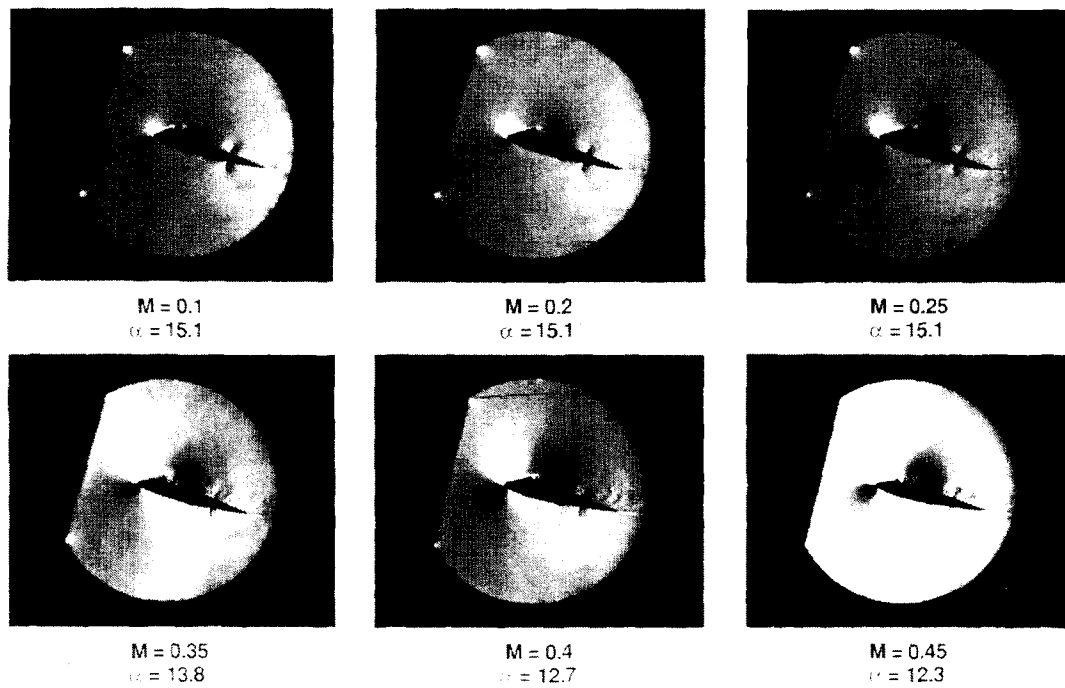 M = 0.1
α = 15.1
M = 0.2
α = 15.1
M = 0.25
α = 15.1
M = 0.35
α = 13.8
M = 0.4
α = 12.7
M = 0.45
α = 12.3